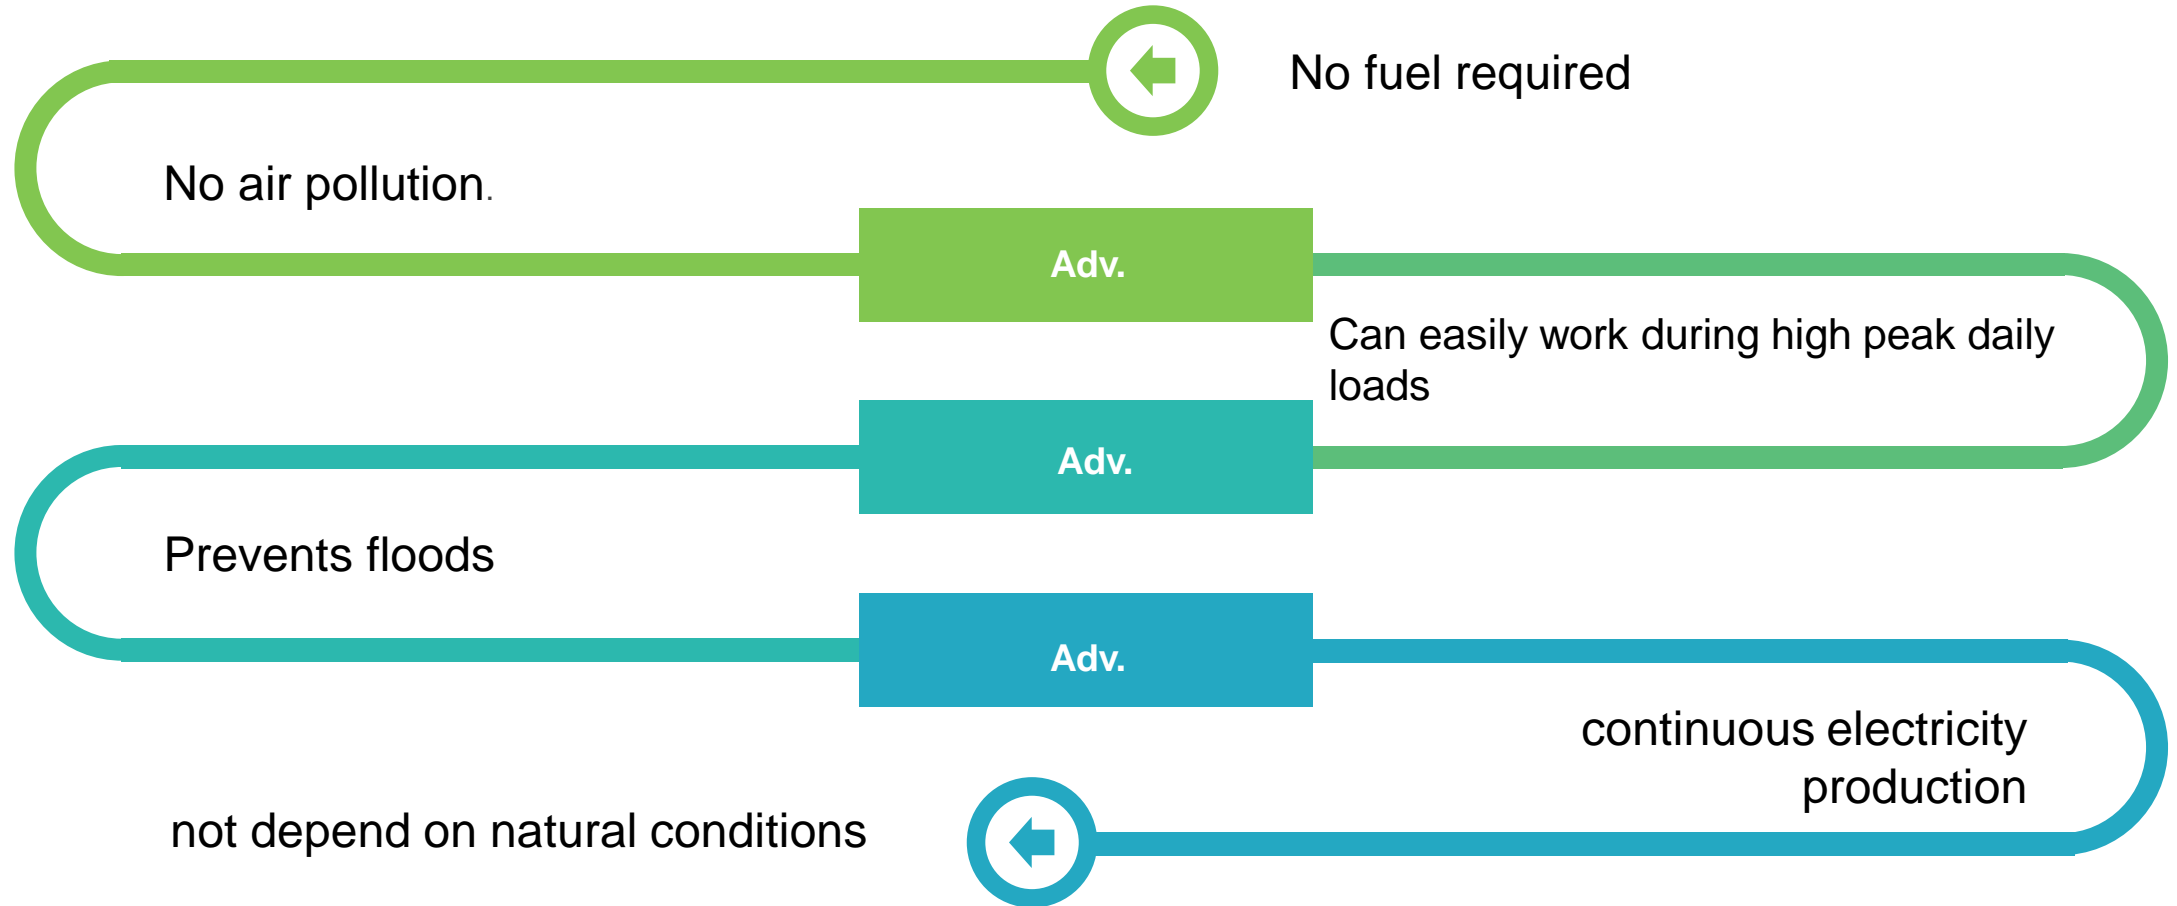 No fuel required
No air pollution.
Adv.
Can easily work during high peak daily
loads
Adv.
Prevents floods
Adv.
continuous electricity
production
not depend on natural conditions